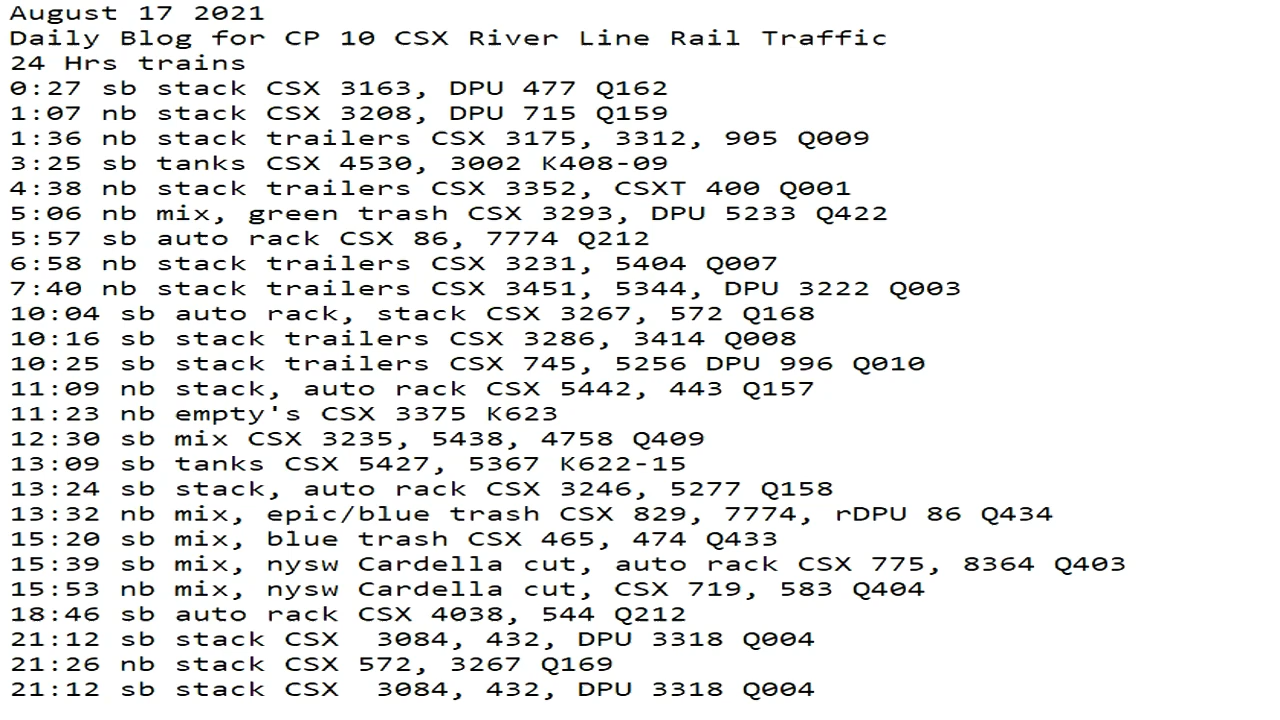 August 17 2021
Daily Blog for CP 10 CSX River Line Rail Traffic
24 Hrs trains
0:27 sb stack CSX 3163, DPU 477 Q162
1:07 nb stack CSX 3208, DPU 715 Q159
1:36 nb stack trailers CSX 3175, 3312, 905 Q009
3:25 sb tanks CSX 4530, 3002 K408-09
4:38 nb stack trailers CSX 3352, CSXT 400 Q001
5:06 nb mix, green trash CSX 3293, DPU 5233 Q422
5:57 sb auto rack CSX 86, 7774 Q212
6:58 nb stack trailers CSX 3231, 5404 Q007
7:40 nb stack trailers CSX 3451, 5344, DPU 3222 Q003
10:04 sb auto rack, stack CSX 3267, 572 Q168
10:16 sb stack trailers CSX 3286, 3414 Q008
10:25 sb stack trailers CSX 745, 5256 DPU 996 Q010
11:09 nb stack, auto rack CSX 5442, 443 Q157
11:23 nb empty's CSX 3375 K623
12:30 sb mix CSX 3235, 5438, 4758 Q409
13:09 sb tanks CSX 5427, 5367 K622-15
13:24 sb stack, auto rack CSX 3246, 5277 Q158
13:32 nb mix, epic/blue trash CSX 829, 7774, rDPU 86 Q434
15:20 sb mix, blue trash CSX 465, 474 Q433
15:39 sb mix, nysw Cardella cut, auto rack CSX 775, 8364 Q403
15:53 nb mix, nysw Cardella cut, CSX 719, 583 Q404
18:46 sb auto rack CSX 4038, 544 Q212
21:12 sb stack CSX  3084, 432, DPU 3318 Q004
21:26 nb stack CSX 572, 3267 Q169
21:12 sb stack CSX  3084, 432, DPU 3318 Q004